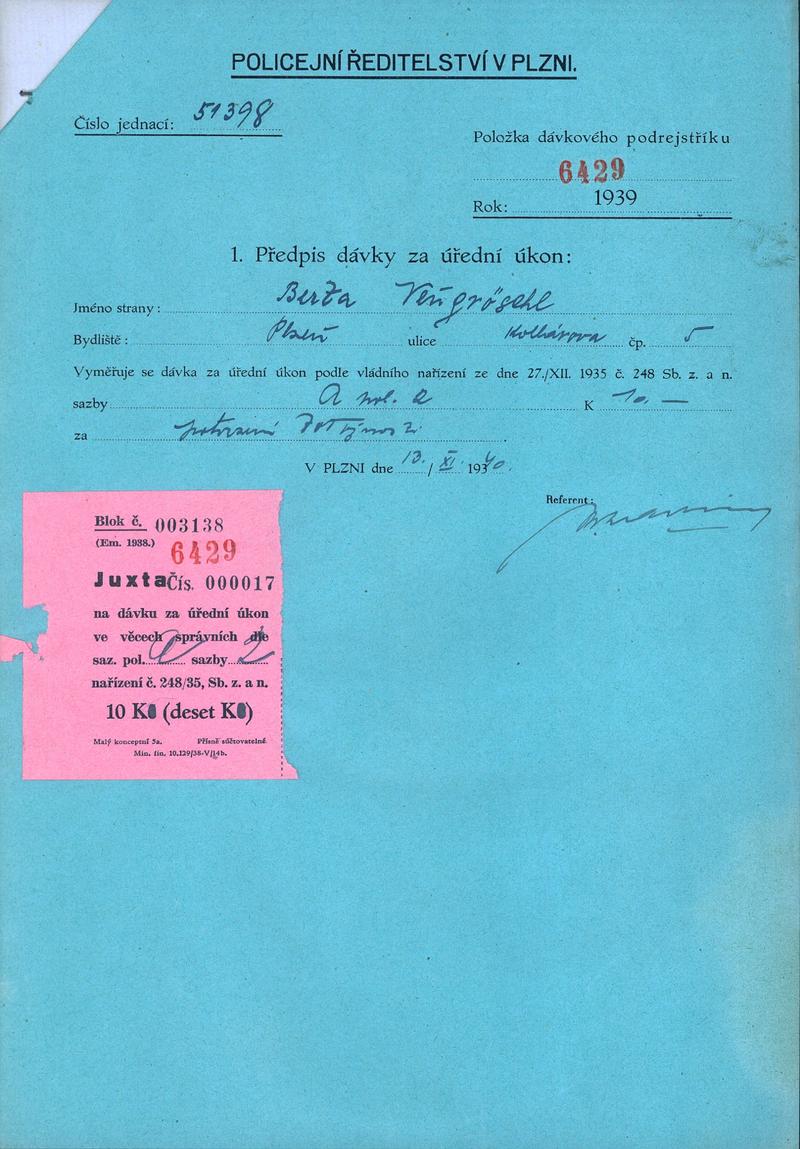 POLICEJNÍ ŘEDITELSTVÍ V PLZNI.
Číslo jednací: 51398
Položka dávkového podrejstříku
6429
Rok: 1939
1. Předpis dávky za úřední úkon:
Jméno strany: Berta Neugröschl
Bydliště: Plzeň ulice Kollárova čp. 5
Vyměřuje se dávka za úřední úkon podle vládního nařízení ze dne 27./XII. 1935 č. 248 Sb. z. a n.
sazby A pol. 2 K 10.—
za potvrzení totožnosti
V PLZNI dne 13./XI. 1940.
Referent:
Blok č. 003138
(Em. 1938.) 6429
Juxta Čís. 000017
na dávku za úřední úkon
ve věcech správních dle
saz. pol. sazby 2
nařízení č. 248/35, Sb. z. a n.
10 K (deset K)
Malý konceptní 5a. Přísně súčtovatelné.
Min. fin. 10.129/38-V/14b.